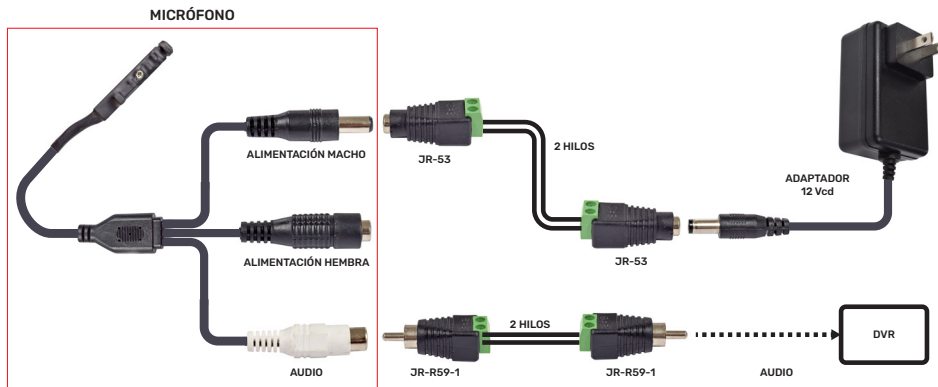 MICRÓFONO
ALIMENTACIÓN MACHO
JR-53
2 HILOS
ADAPTADOR
12 Vcd
ALIMENTACIÓN HEMBRA
JR-53
2 HILOS
DVR
AUDIO
JR-R59-1
JR-R59-1
AUDIO